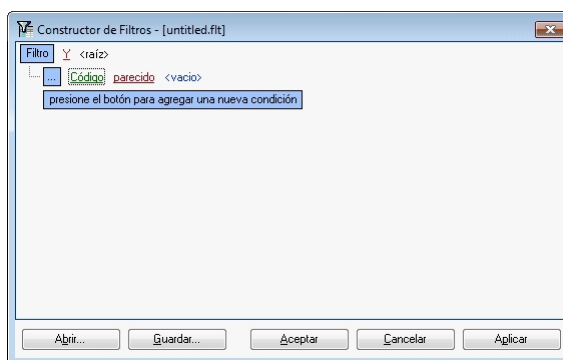 Constructor de Filtros - [untitled.flt]
Filtro Y <raíz>
... Código parecido <vacio>
presione el botón para agregar una nueva condición
Abrir... Guardar... Aceptar Cancelar Aplicar